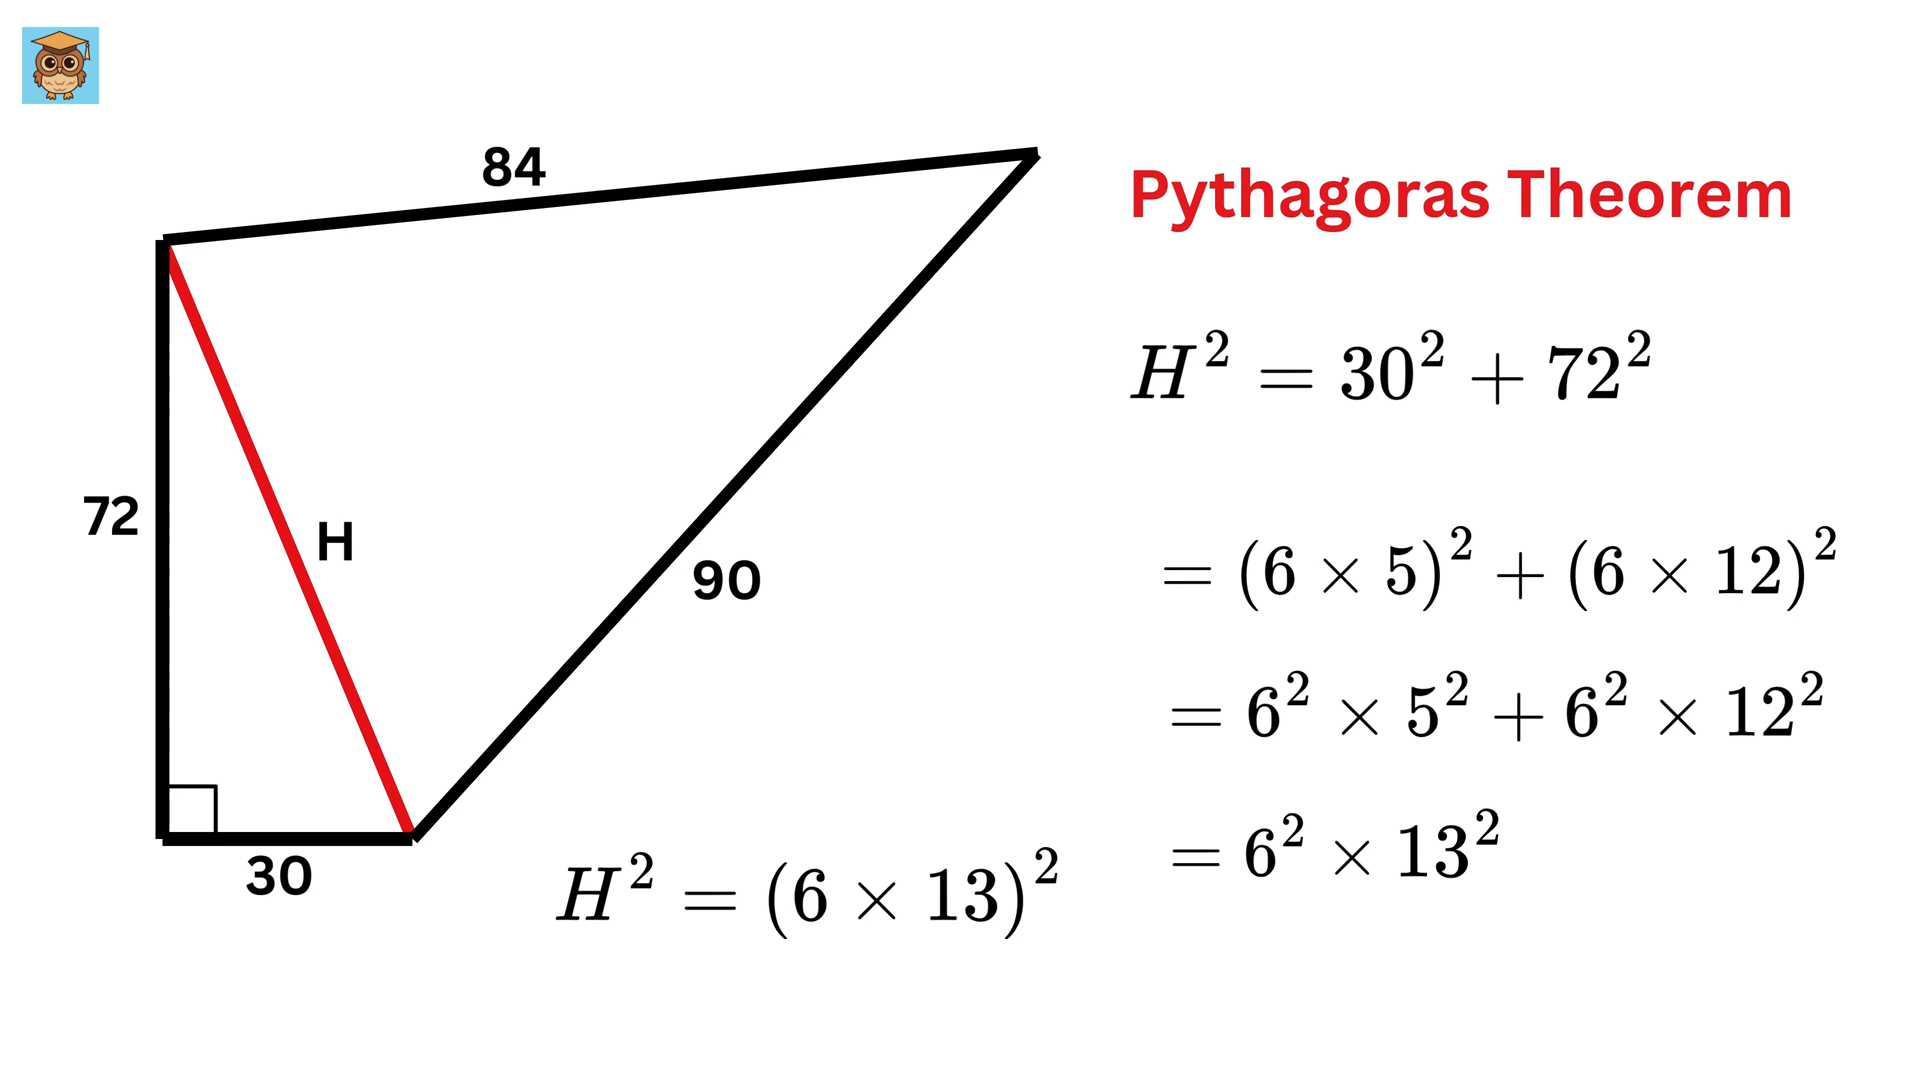 84
Pythagoras Theorem
H² = 30² + 72²
72
H
90
= (6 × 5)² + (6 × 12)²
= 6² × 5² + 6² × 12²
= 6² × 13²
30
H² = (6 × 13)²